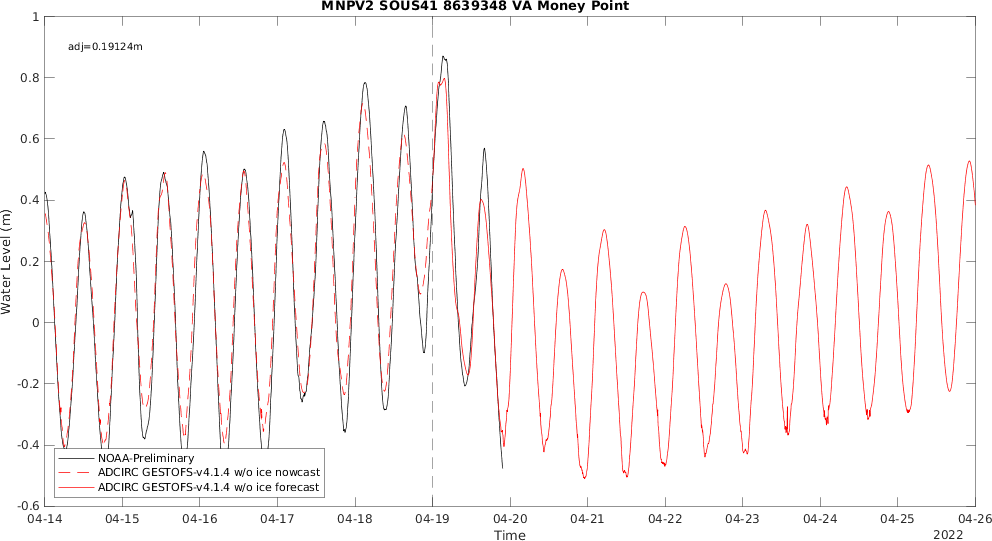 MNPV2 SOUS41 8639348 VA Money Point
adj=0.19124m
1
0.8
0.6
0.4
0.2
0
-0.2
-0.4
-0.6
Water Level (m)
NOAA-Preliminary
ADCIRC GESTOFS-v4.1.4 w/o ice nowcast
ADCIRC GESTOFS-v4.1.4 w/o ice forecast
04-14 04-15 04-16 04-17 04-18 04-19 04-20 04-21 04-22 04-23 04-24 04-25 04-26
Time
2022